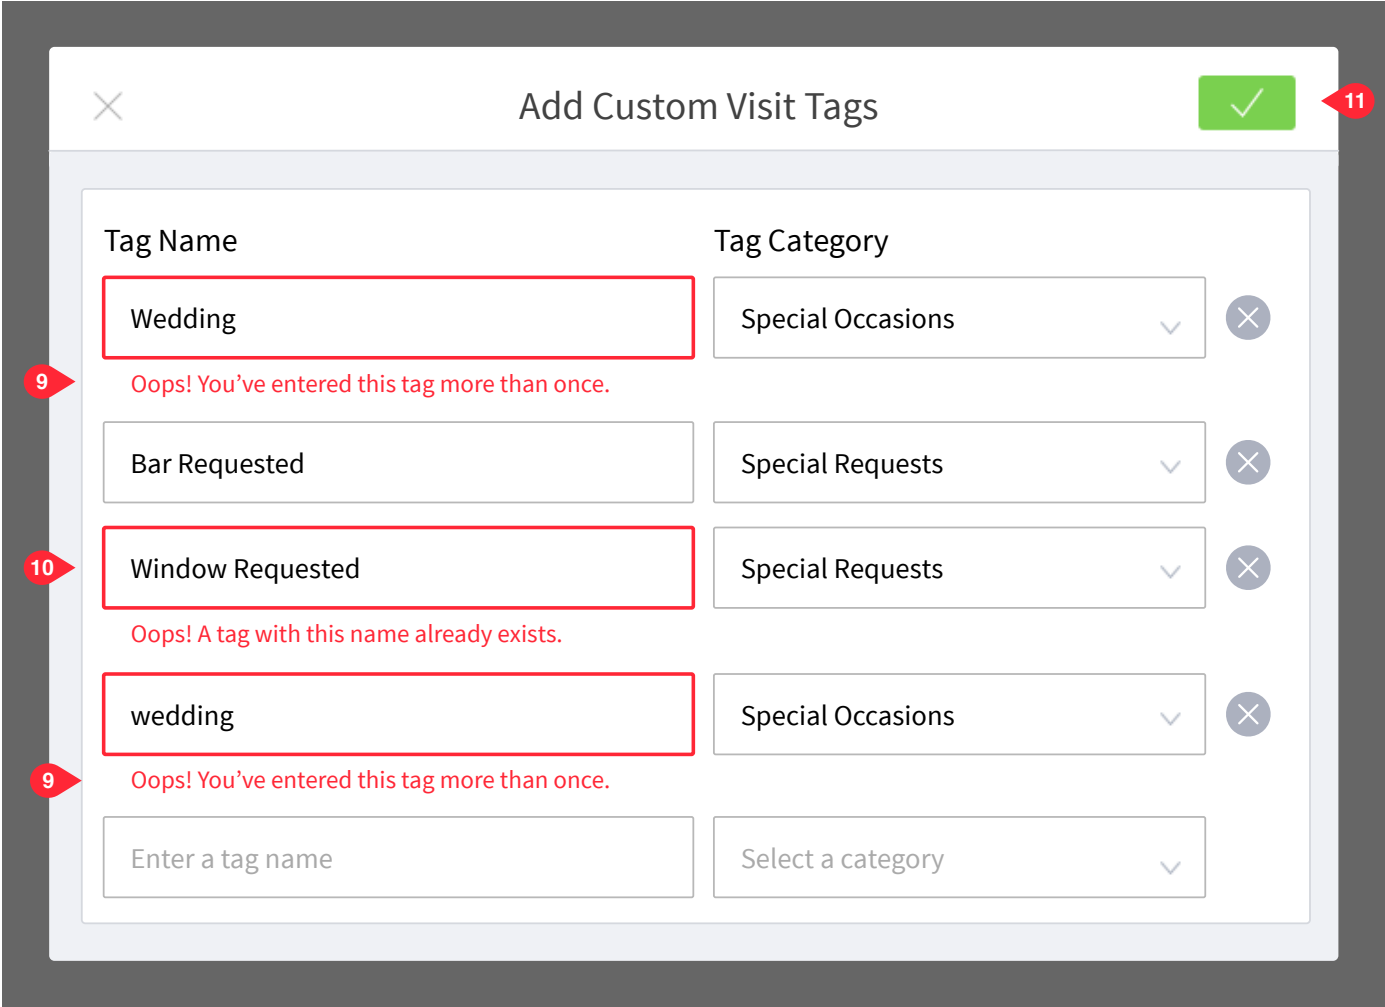 Add Custom Visit Tags
11
Tag Name Tag Category
Wedding Special Occasions
9 Oops! You’ve entered this tag more than once.
Bar Requested Special Requests
10 Window Requested Special Requests
Oops! A tag with this name already exists.
wedding Special Occasions
9 Oops! You’ve entered this tag more than once.
Enter a tag name Select a category